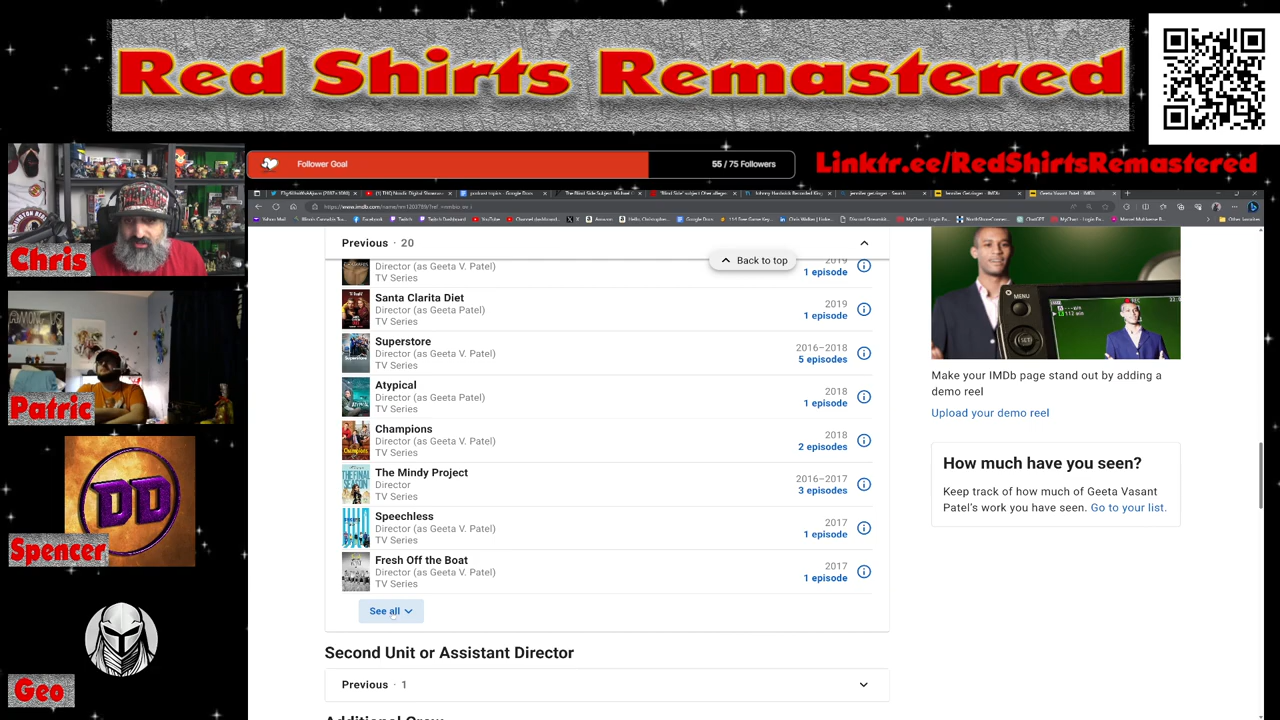 Red Shirts Remastered
Follower Goal
55 / 75 Followers
Linktr.ee/RedShirtsRemastered
Chris
Patric
DD
Spencer
Geo
Previous · 20
Back to top
Director (as Geeta V. Patel)
TV Series
2019
1 episode
Santa Clarita Diet
Director (as Geeta Patel)
TV Series
2019
1 episode
Superstore
Director (as Geeta V. Patel)
TV Series
2016–2018
5 episodes
Atypical
Director (as Geeta Patel)
TV Series
2018
1 episode
Champions
Director (as Geeta V. Patel)
TV Series
2018
2 episodes
The Mindy Project
Director
TV Series
2016–2017
3 episodes
Speechless
Director (as Geeta V. Patel)
TV Series
2017
1 episode
Fresh Off the Boat
Director (as Geeta V. Patel)
TV Series
2017
1 episode
See all
Second Unit or Assistant Director
Previous · 1
Additional Crew
MENU
Make your IMDb page stand out by adding a
demo reel
Upload your demo reel
How much have you seen?
Keep track of how much of Geeta Vasant
Patel's work you have seen. Go to your list.